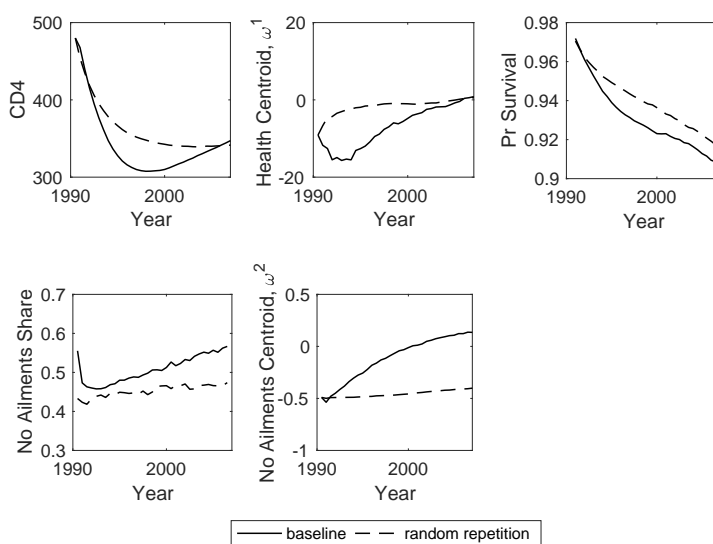 CD4
500
400
300
1990
2000
Year
Health Centroid, ω¹
20
0
-20
1990
2000
Year
Pr Survival
0.98
0.96
0.94
0.92
0.9
1990
2000
Year
No Ailments Share
0.7
0.6
0.5
0.4
0.3
1990
2000
Year
No Ailments Centroid, ω²
0.5
0
-0.5
-1
1990
2000
Year
baseline
random repetition